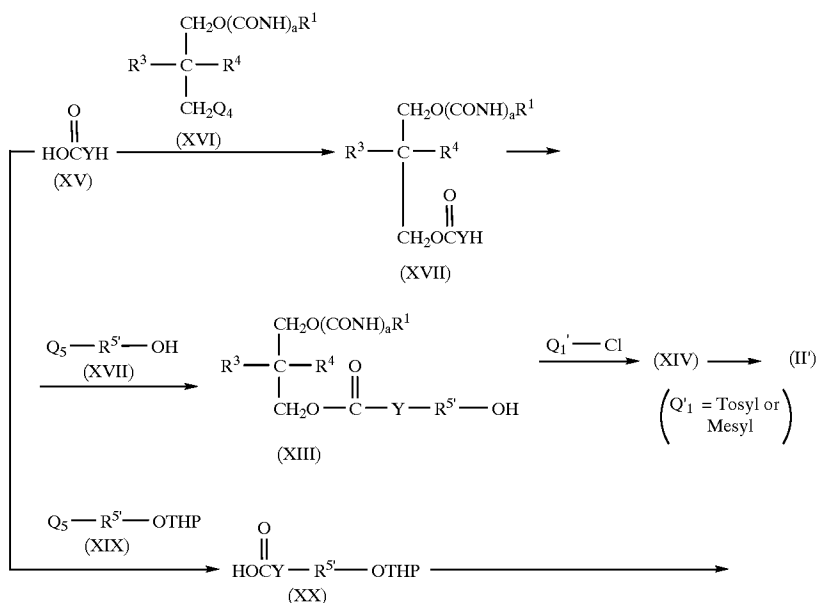 CH₂O(CONH)ₐR¹
R³—C—R⁴
CH₂Q₄
(XVI)
O
HOCYH
(XV)
CH₂O(CONH)ₐR¹
R³—C—R⁴
O
CH₂OCYH
(XVII)
Q₅—R⁵'—OH
(XVII)
CH₂O(CONH)ₐR¹
R³—C—R⁴
O
CH₂O—C—Y—R⁵'—OH
(XIII)
Q₁'—Cl
(XIV)
(II')
(Q'₁ = Tosyl or
Mesyl)
Q₅—R⁵'—OTHP
(XIX)
O
HOCY—R⁵'—OTHP
(XX)